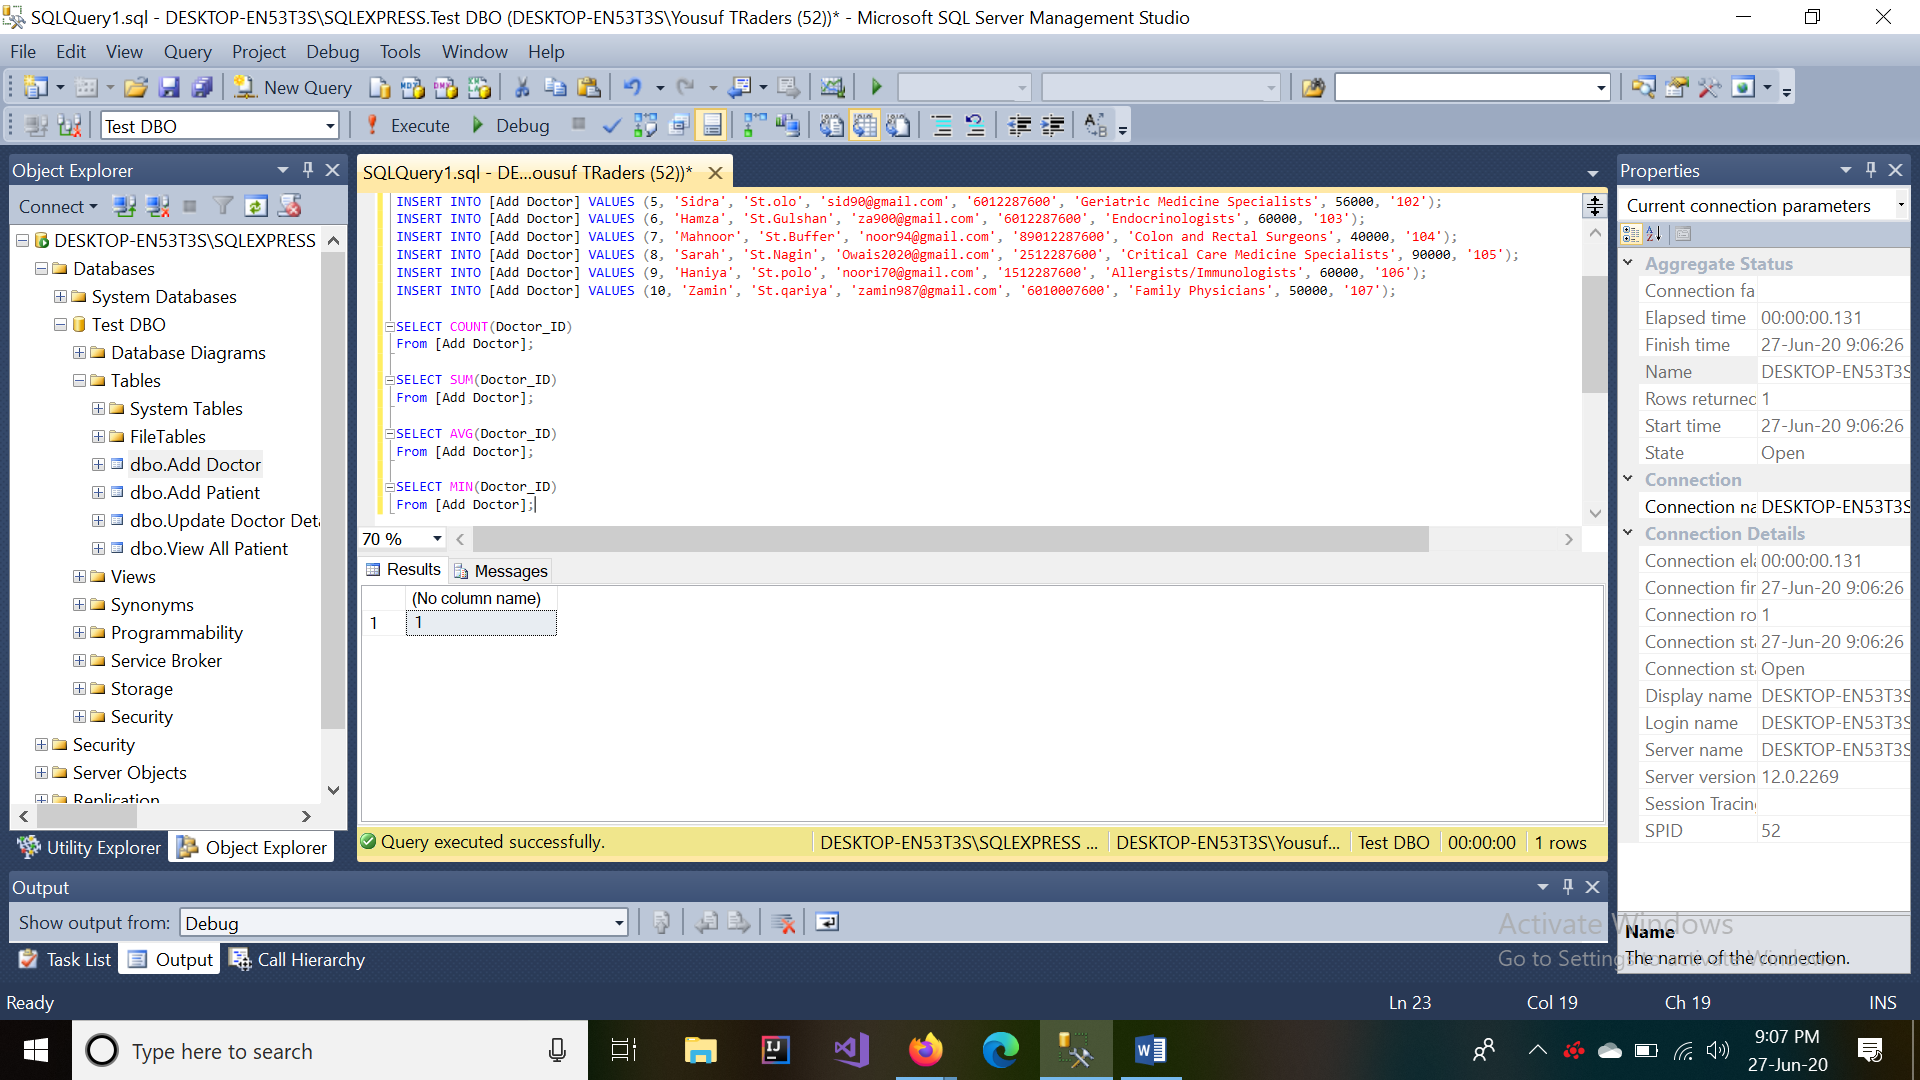 SQLQuery1.sql - DESKTOP-EN53T3S\SQLEXPRESS.Test DBO (DESKTOP-EN53T3S\Yousuf TRaders (52))* - Microsoft SQL Server Management Studio
File Edit View Query Project Debug Tools Window Help
New Query
Test DBO Execute Debug
Object Explorer
Connect
DESKTOP-EN53T3S\SQLEXPRESS
Databases
System Databases
Test DBO
Database Diagrams
Tables
System Tables
FileTables
dbo.Add Doctor
dbo.Add Patient
dbo.Update Doctor Deta
dbo.View All Patient
Views
Synonyms
Programmability
Service Broker
Storage
Security
Security
Server Objects
Replication
Utility Explorer Object Explorer
SQLQuery1.sql - DE...ousuf TRaders (52))*
INSERT INTO [Add Doctor] VALUES (5, 'Sidra', 'St.olo', 'sid90@gmail.com', '6012287600', 'Geriatric Medicine Specialists', 56000, '102');
INSERT INTO [Add Doctor] VALUES (6, 'Hamza', 'St.Gulshan', 'za900@gmail.com', '6012287600', 'Endocrinologists', 60000, '103');
INSERT INTO [Add Doctor] VALUES (7, 'Mahnoor', 'St.Buffer', 'noor94@gmail.com', '89012287600', 'Colon and Rectal Surgeons', 40000, '104');
INSERT INTO [Add Doctor] VALUES (8, 'Sarah', 'St.Nagin', 'Owais2020@gmail.com', '2512287600', 'Critical Care Medicine Specialists', 90000, '105');
INSERT INTO [Add Doctor] VALUES (9, 'Haniya', 'St.polo', 'noori70@gmail.com', '1512287600', 'Allergists/Immunologists', 60000, '106');
INSERT INTO [Add Doctor] VALUES (10, 'Zamin', 'St.qariya', 'zamin987@gmail.com', '6010007600', 'Family Physicians', 50000, '107');
SELECT COUNT(Doctor_ID)
From [Add Doctor];
SELECT SUM(Doctor_ID)
From [Add Doctor];
SELECT AVG(Doctor_ID)
From [Add Doctor];
SELECT MIN(Doctor_ID)
From [Add Doctor];
70 %
Results Messages
(No column name)
1 1
Query executed successfully. DESKTOP-EN53T3S\SQLEXPRESS ... DESKTOP-EN53T3S\Yousuf... Test DBO 00:00:00 1 rows
Properties
Current connection parameters
Aggregate Status
Connection fa
Elapsed time 00:00:00.131
Finish time 27-Jun-20 9:06:26
Name DESKTOP-EN53T3S
Rows returned 1
Start time 27-Jun-20 9:06:26
State Open
Connection
Connection na DESKTOP-EN53T3S
Connection Details
Connection ela 00:00:00.131
Connection fin 27-Jun-20 9:06:26
Connection ro 1
Connection sta 27-Jun-20 9:06:26
Connection sta Open
Display name DESKTOP-EN53T3S
Login name DESKTOP-EN53T3S
Server name DESKTOP-EN53T3S
Server version 12.0.2269
Session Tracin
SPID 52
Name
The name of the connection.
Activate Windows
Go to Settings to activate Windows.
Output
Show output from: Debug
Task List Output Call Hierarchy
Ready Ln 23 Col 19 Ch 19 INS
Type here to search
9:07 PM
27-Jun-20